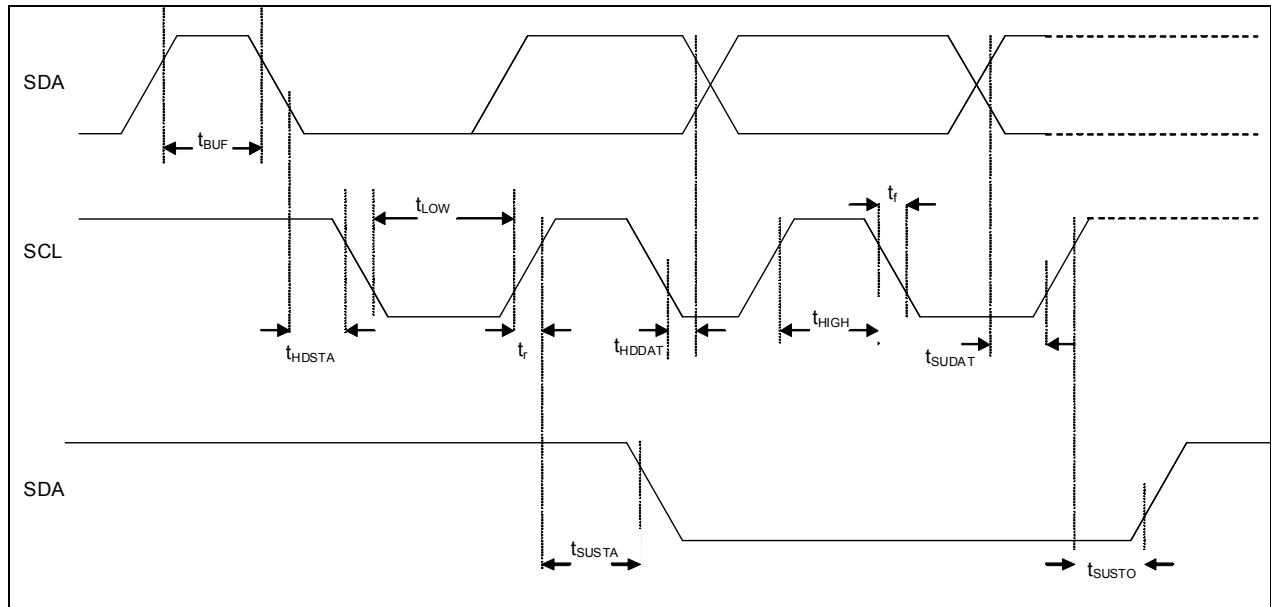 SDA
tBUF
tLOW
tf
SCL
tHDSTA
tr
tHDDAT
tHIGH
tSUDAT
SDA
tSUSTA
tSUSTO